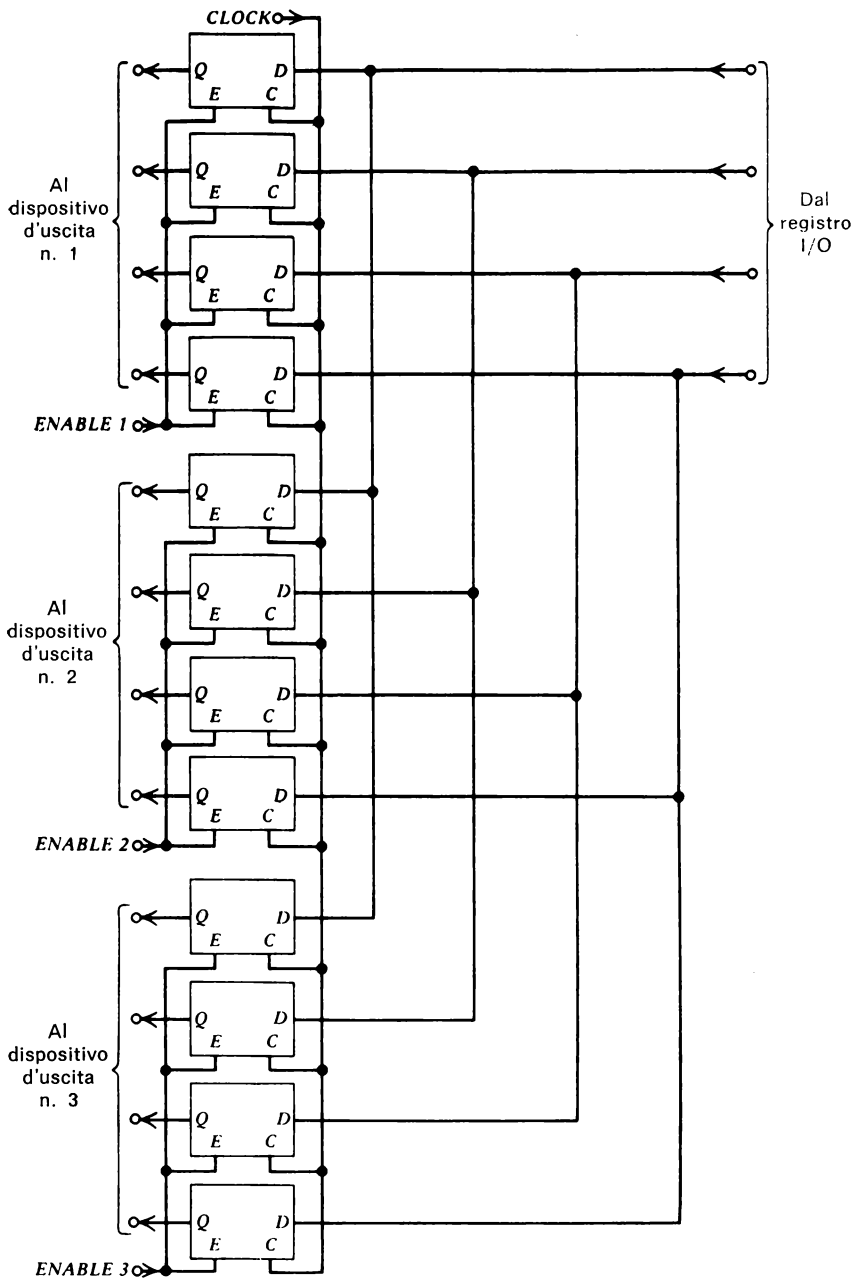 CLOCK
Q D
E C
Q D
E C
Q D
E C
Q D
E C
Al
dispositivo
d'uscita
n. 1
Dal
registro
I/O
ENABLE 1
Q D
E C
Q D
E C
Q D
E C
Q D
E C
Al
dispositivo
d'uscita
n. 2
ENABLE 2
Q D
E C
Q D
E C
Q D
E C
Q D
E C
Al
dispositivo
d'uscita
n. 3
ENABLE 3